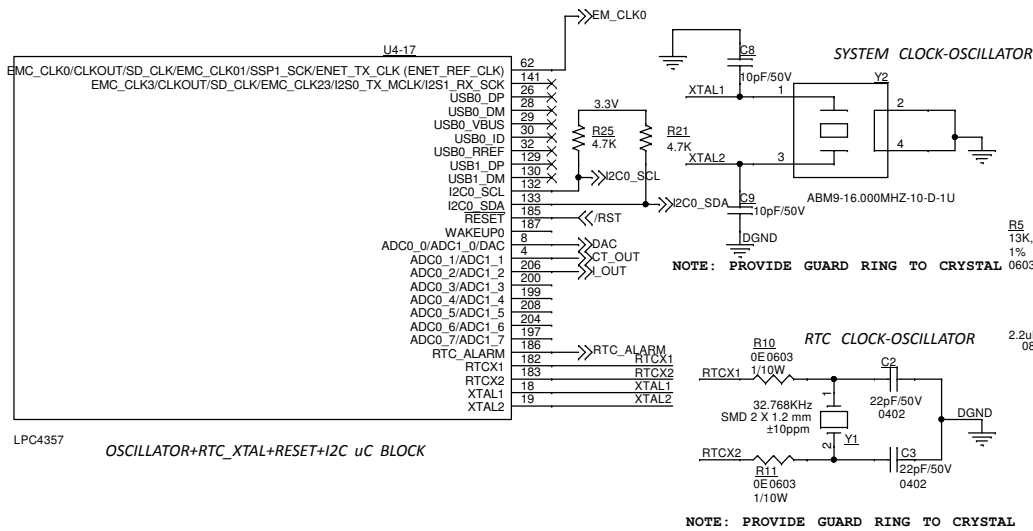 EM_CLK0
U4-17
EMC_CLK0/CLKOUT/SD_CLK/EMC_CLK01/SSP1_SCK/ENET_TX_CLK (ENET_REF_CLK) 62
EMC_CLK3/CLKOUT/SD_CLK/EMC_CLK23/I2S0_TX_MCLK/I2S1_RX_SCK 141
USB0_DP 26
USB0_DM 28
USB0_VBUS 29
USB0_ID 30
USB0_RREF 32
USB1_DP 129
USB1_DM 130
I2C0_SCL 132
I2C0_SDA 133
RESET 185
WAKEUP0 187
ADC0_0/ADC1_0/DAC 8
ADC0_1/ADC1_1 4
ADC0_2/ADC1_2 206
ADC0_3/ADC1_3 200
ADC0_4/ADC1_4 199
ADC0_5/ADC1_5 208
ADC0_6/ADC1_6 204
ADC0_7/ADC1_7 197
RTC_ALARM 186
RTCX1 182
RTCX2 183
XTAL1 18
XTAL2 19
3.3V
R25
4.7K
R21
4.7K
I2C0_SCL
I2C0_SDA
/RST
DAC
CT_OUT
I_OUT
RTC_ALARM
RTCX1
RTCX2
XTAL1
XTAL2
LPC4357
OSCILLATOR+RTC_XTAL+RESET+I2C uC BLOCK
SYSTEM CLOCK-OSCILLATOR
C8
10pF/50V
XTAL1
1
Y2
2
XTAL2
3
4
C9
10pF/50V
ABM9-16.000MHZ-10-D-1U
DGND
NOTE: PROVIDE GUARD RING TO CRYSTAL
R5
13K,
1%
0603
RTC CLOCK-OSCILLATOR
2.2u
08
R10
0E0603
1/10W
RTCX1
C2
22pF/50V
0402
1
32.768KHz
SMD 2 X 1.2 mm
±10ppm
2
Y1
DGND
RTCX2
R11
0E0603
1/10W
C3
22pF/50V
0402
NOTE: PROVIDE GUARD RING TO CRYSTAL